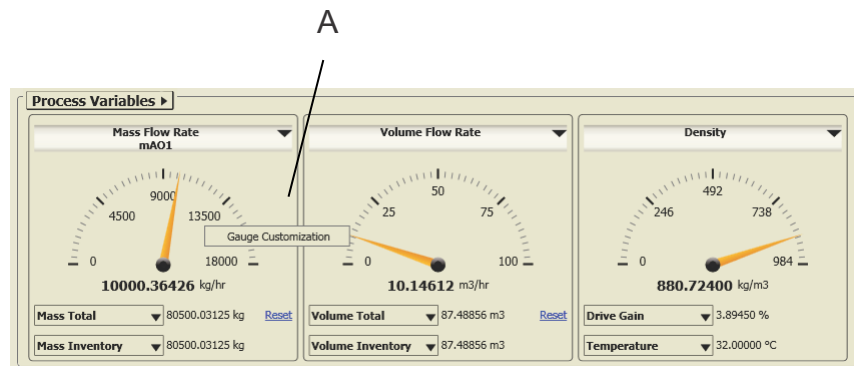 A
Process Variables
Mass Flow Rate
mAO1
0
4500
9000
13500
18000
10000.36426 kg/hr
Mass Total 80500.03125 kg Reset
Mass Inventory 80500.03125 kg
Gauge Customization
Volume Flow Rate
0
25
50
75
100
10.14612 m3/hr
Volume Total 87.48856 m3 Reset
Volume Inventory 87.48856 m3
Density
0
246
492
738
984
880.72400 kg/m3
Drive Gain 3.89450 %
Temperature 32.00000 °C